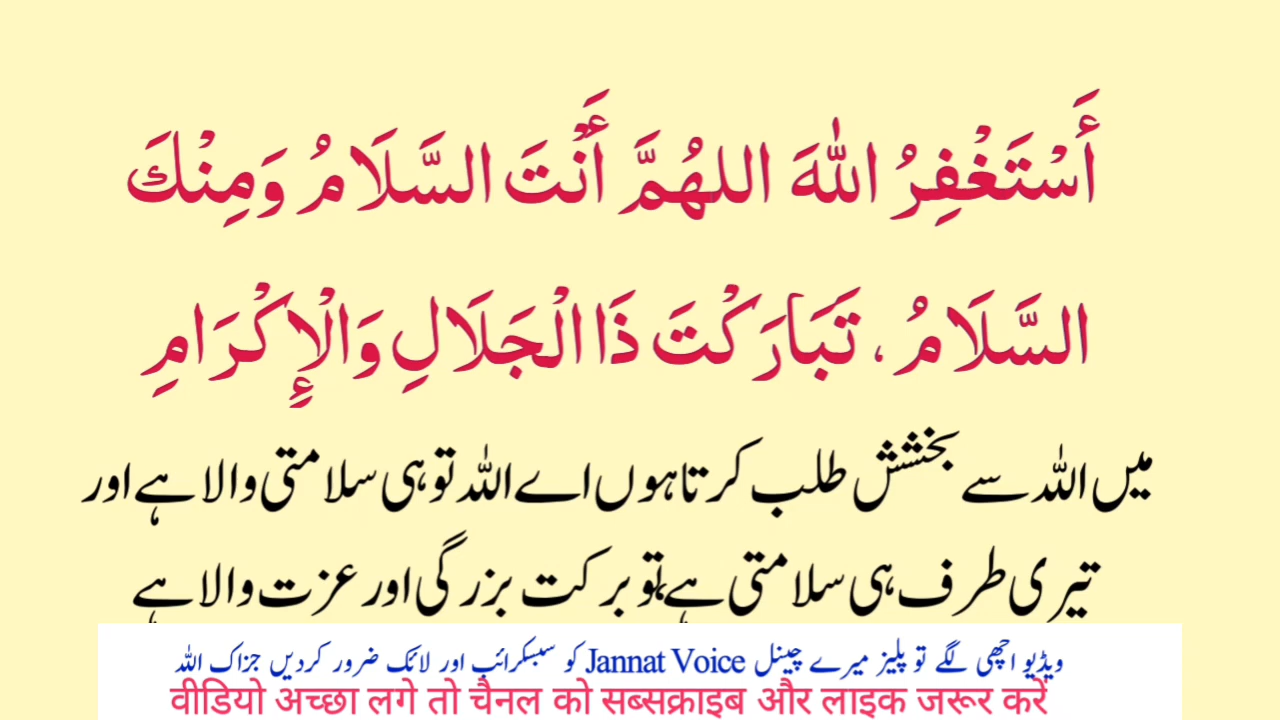 أَسْتَغْفِرُ اللّٰهَ اللهُمَّ أَنْتَ السَّلَامُ وَمِنْكَ
السَّلَامُ ، تَبَارَكْتَ ذَا الْجَلَالِ وَالْإِكْرَامِ
میں اللہ سے بخشش طلب کرتا ہوں اے اللہ تو ہی سلامتی والا ہے اور
تیری طرف ہی سلامتی ہے تو برکت بزرگی اور عزت والا ہے
ویڈیو اچھی لگے تو پلیز میرے چینل Jannat Voice کو سبسکرائب اور لائک ضرور کردیں جزاک اللہ
वीडियो अच्छा लगे तो चैनल को सब्सक्राइब और लाइक जरूर करें